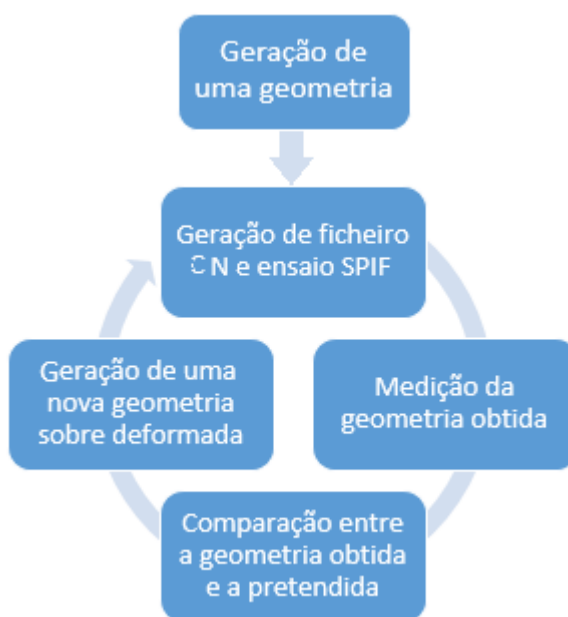 Geração de
uma geometria
Geração de ficheiro
CN e ensaio SPIF
Medição da
geometria obtida
Comparação entre
a geometria obtida
e a pretendida
Geração de uma
nova geometria
sobre deformada